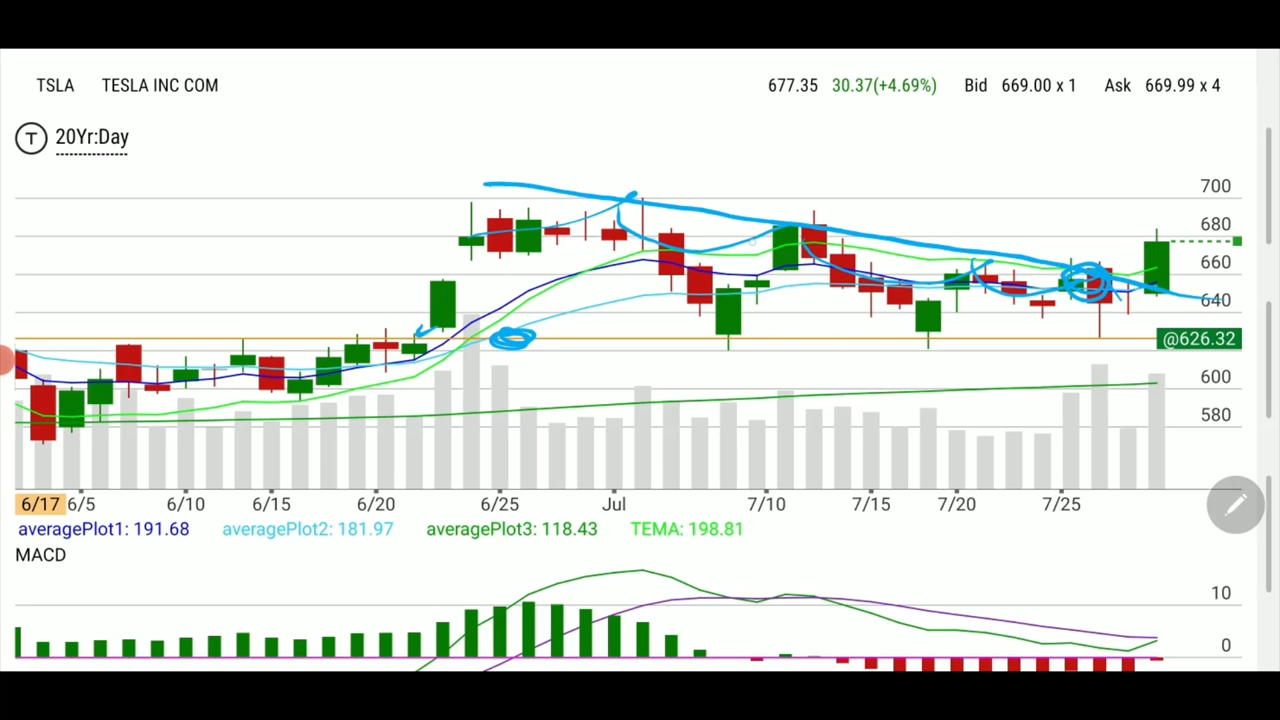 TSLA TESLA INC COM 677.35 30.37(+4.69%) Bid 669.00 x 1 Ask 669.99 x 4
T 20Yr:Day
700
680
660
640
@626.32
600
580
6/17 6/5 6/10 6/15 6/20 6/25 Jul 7/10 7/15 7/20 7/25
averagePlot1: 191.68 averagePlot2: 181.97 averagePlot3: 118.43 TEMA: 198.81
MACD
10
0